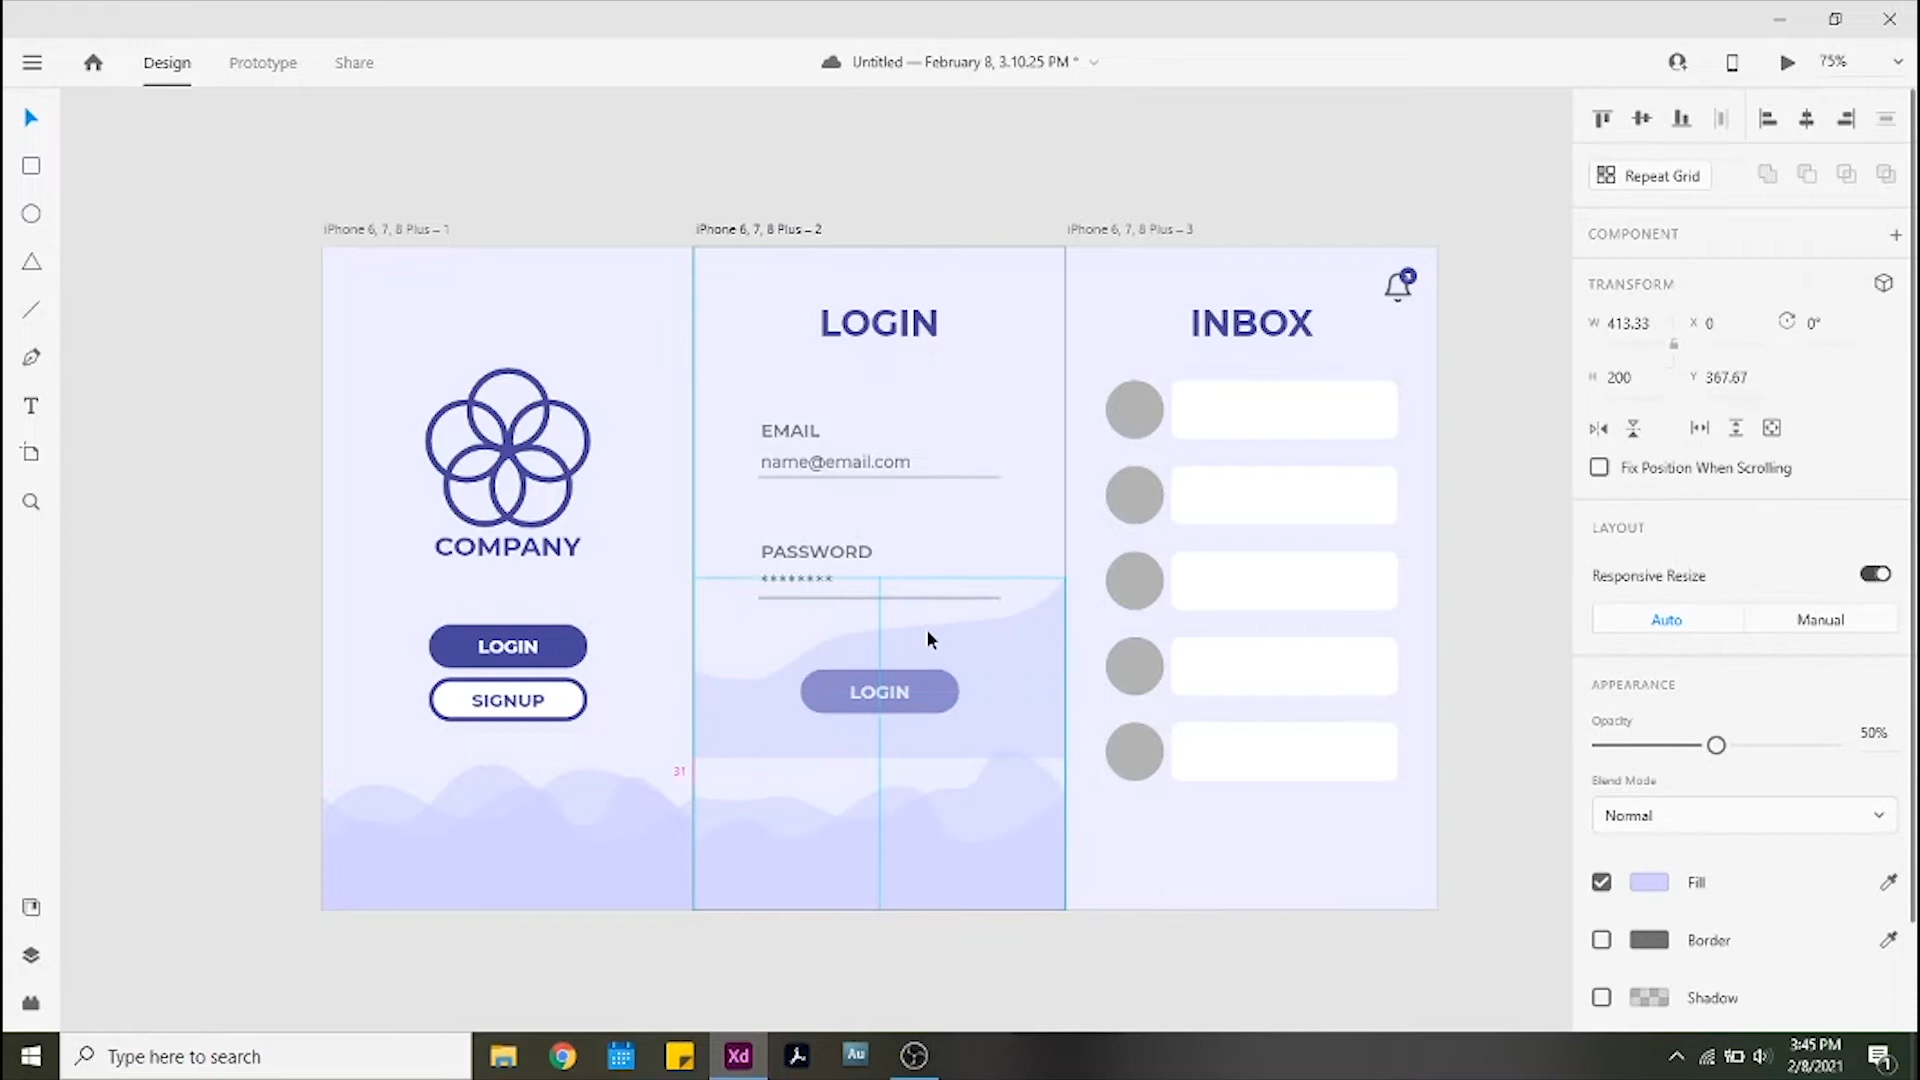 Design
Prototype
Share
Untitled — February 8, 3.10.25 PM *
75%
Repeat Grid
COMPONENT
TRANSFORM
W 413.33
X 0
0°
H 200
Y 367.67
Fix Position When Scrolling
LAYOUT
Responsive Resize
Auto
Manual
APPEARANCE
Opacity
50%
Blend Mode
Normal
Fill
Border
Shadow
iPhone 6, 7, 8 Plus – 1
iPhone 6, 7, 8 Plus – 2
iPhone 6, 7, 8 Plus – 3
COMPANY
LOGIN
SIGNUP
31
LOGIN
EMAIL
name@email.com
PASSWORD
********
LOGIN
INBOX
T
Type here to search
Xd
Au
3:45 PM
2/8/2021
1